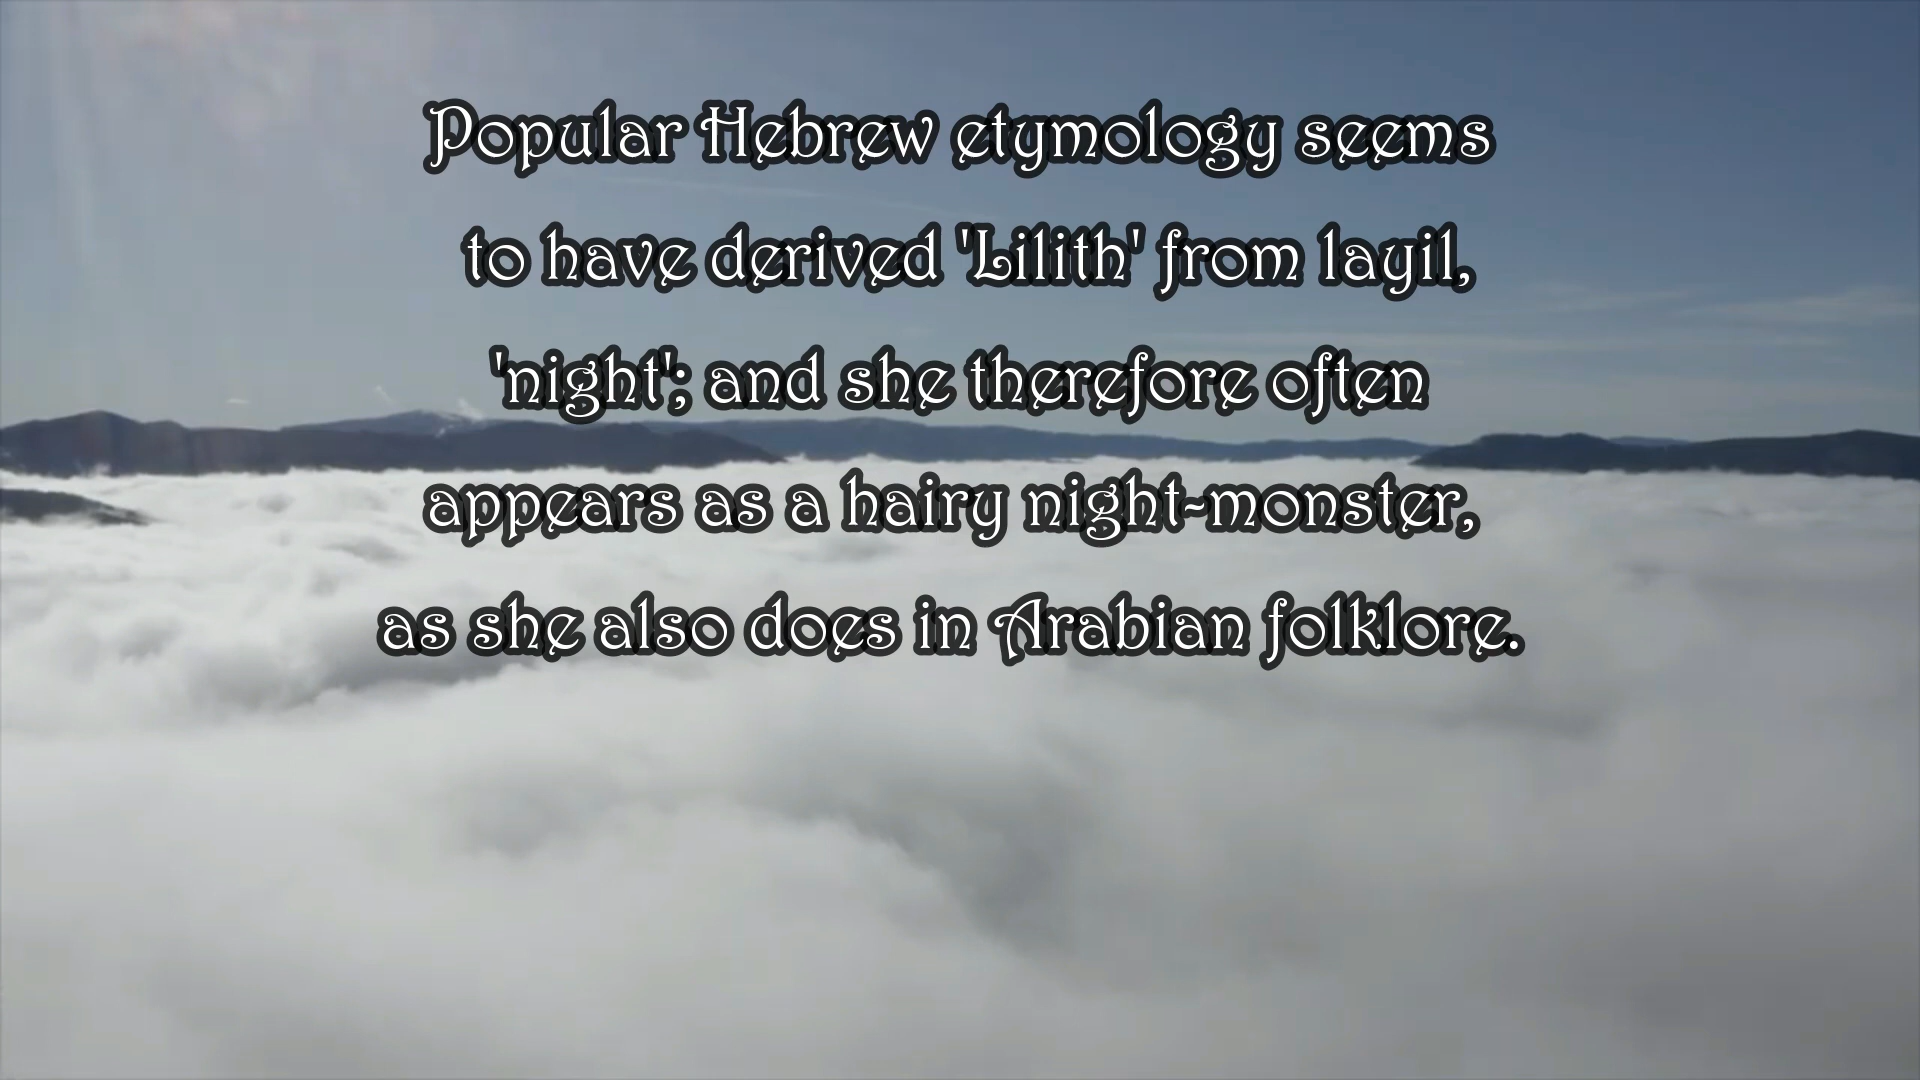 Popular Hebrew etymology seems
to have derived 'Lilith' from layil,
'night'; and she therefore often
appears as a hairy night-monster,
as she also does in Arabian folklore.